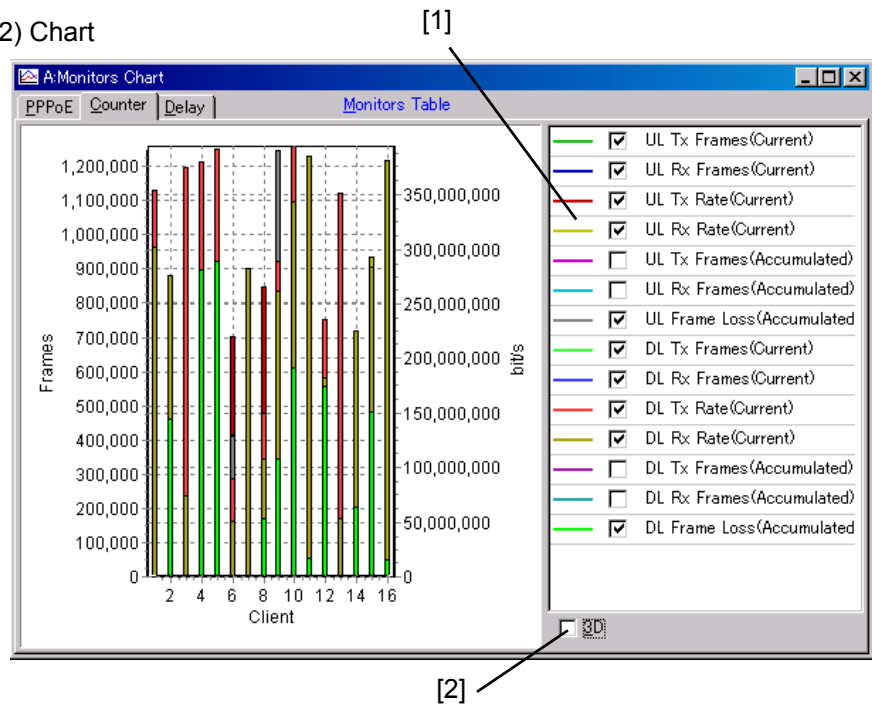 2) Chart
[1]
A:Monitors Chart
PPPoE Counter Delay Monitors Table
1,200,000
1,100,000
1,000,000
900,000
800,000
700,000
600,000
500,000
400,000
300,000
200,000
100,000
0
Frames
350,000,000
300,000,000
250,000,000
200,000,000
150,000,000
100,000,000
50,000,000
0
bit/s
2 4 6 8 10 12 14 16
Client
UL Tx Frames(Current)
UL Rx Frames(Current)
UL Tx Rate(Current)
UL Rx Rate(Current)
UL Tx Frames(Accumulated)
UL Rx Frames(Accumulated)
UL Frame Loss(Accumulated
DL Tx Frames(Current)
DL Rx Frames(Current)
DL Tx Rate(Current)
DL Rx Rate(Current)
DL Tx Frames(Accumulated)
DL Rx Frames(Accumulated)
DL Frame Loss(Accumulated
3D
[2]